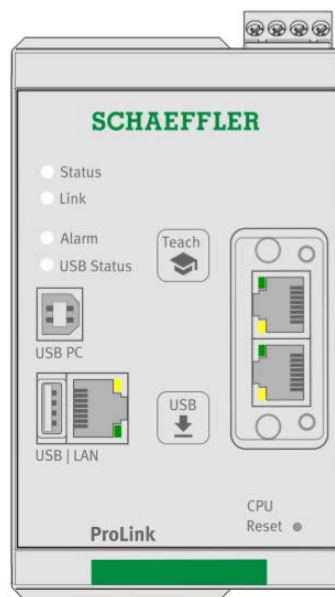 SCHAEFFLER
Status
Link
Alarm
USB Status
Teach
USB PC
USB | LAN
USB
CPU
Reset
ProLink